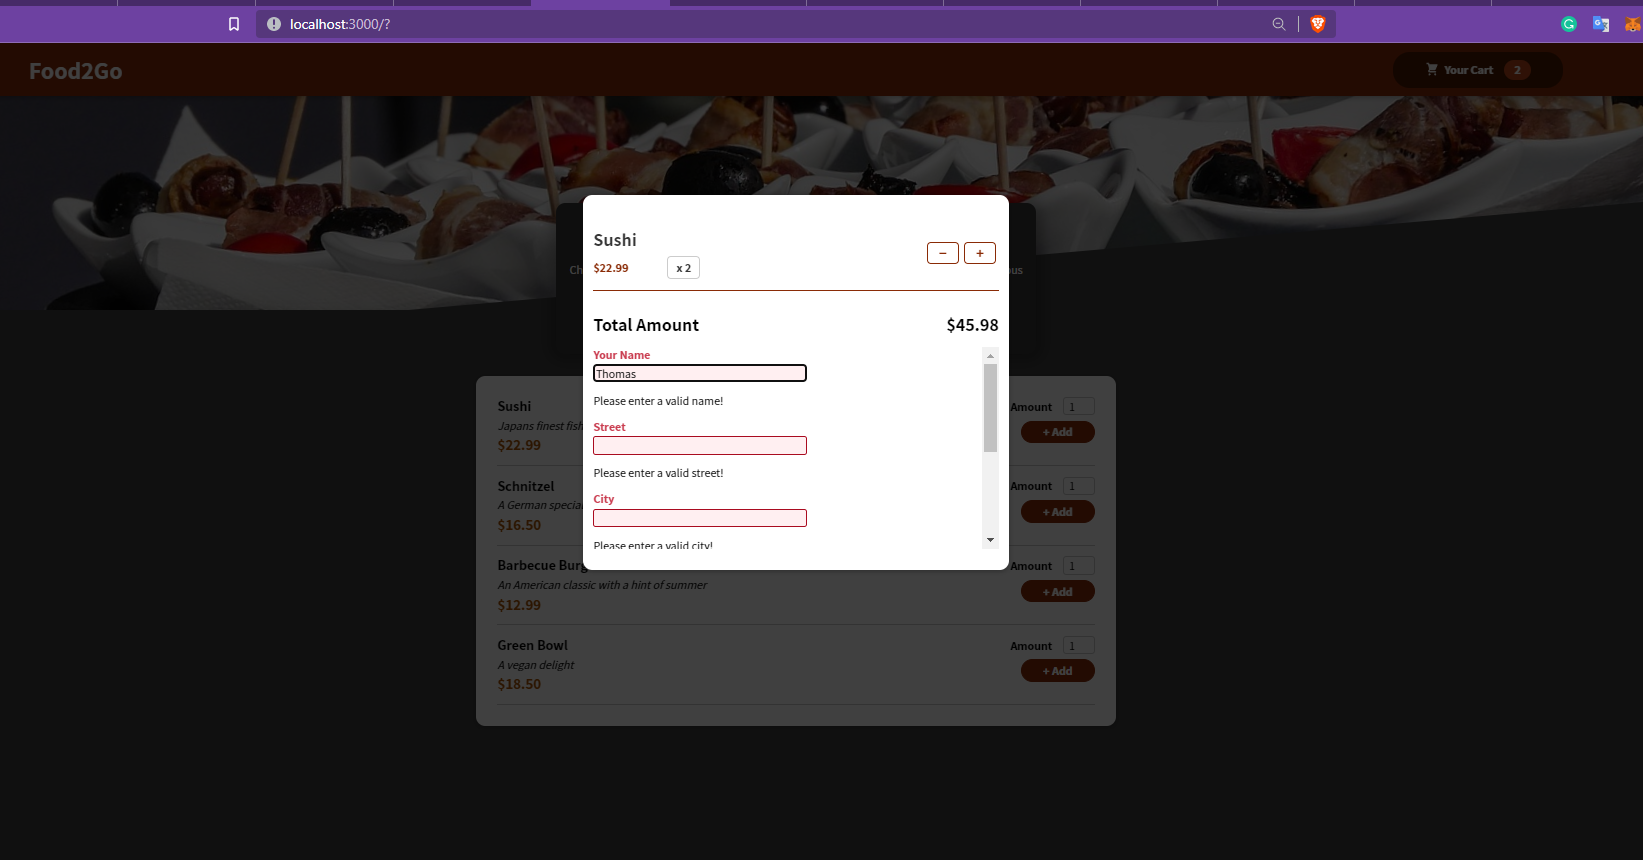 localhost:3000/?
Food2Go
Your Cart 2
Sushi
$22.99 x 2
− +
Total Amount $45.98
Your Name
Thomas
Please enter a valid name!
Street
Please enter a valid street!
City
Please enter a valid city!
Sushi Amount 1
Japans finest fish
$22.99 + Add
Schnitzel Amount 1
A German specia
$16.50 + Add
Barbecue Burg Amount 1
An American classic with a hint of summer
$12.99 + Add
Green Bowl Amount 1
A vegan delight
$18.50 + Add